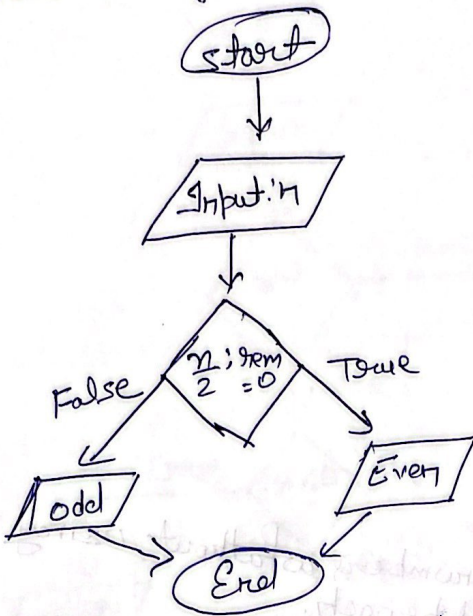 start
Input: n
n/2 ; rem = 0
False
True
odd
Even
End